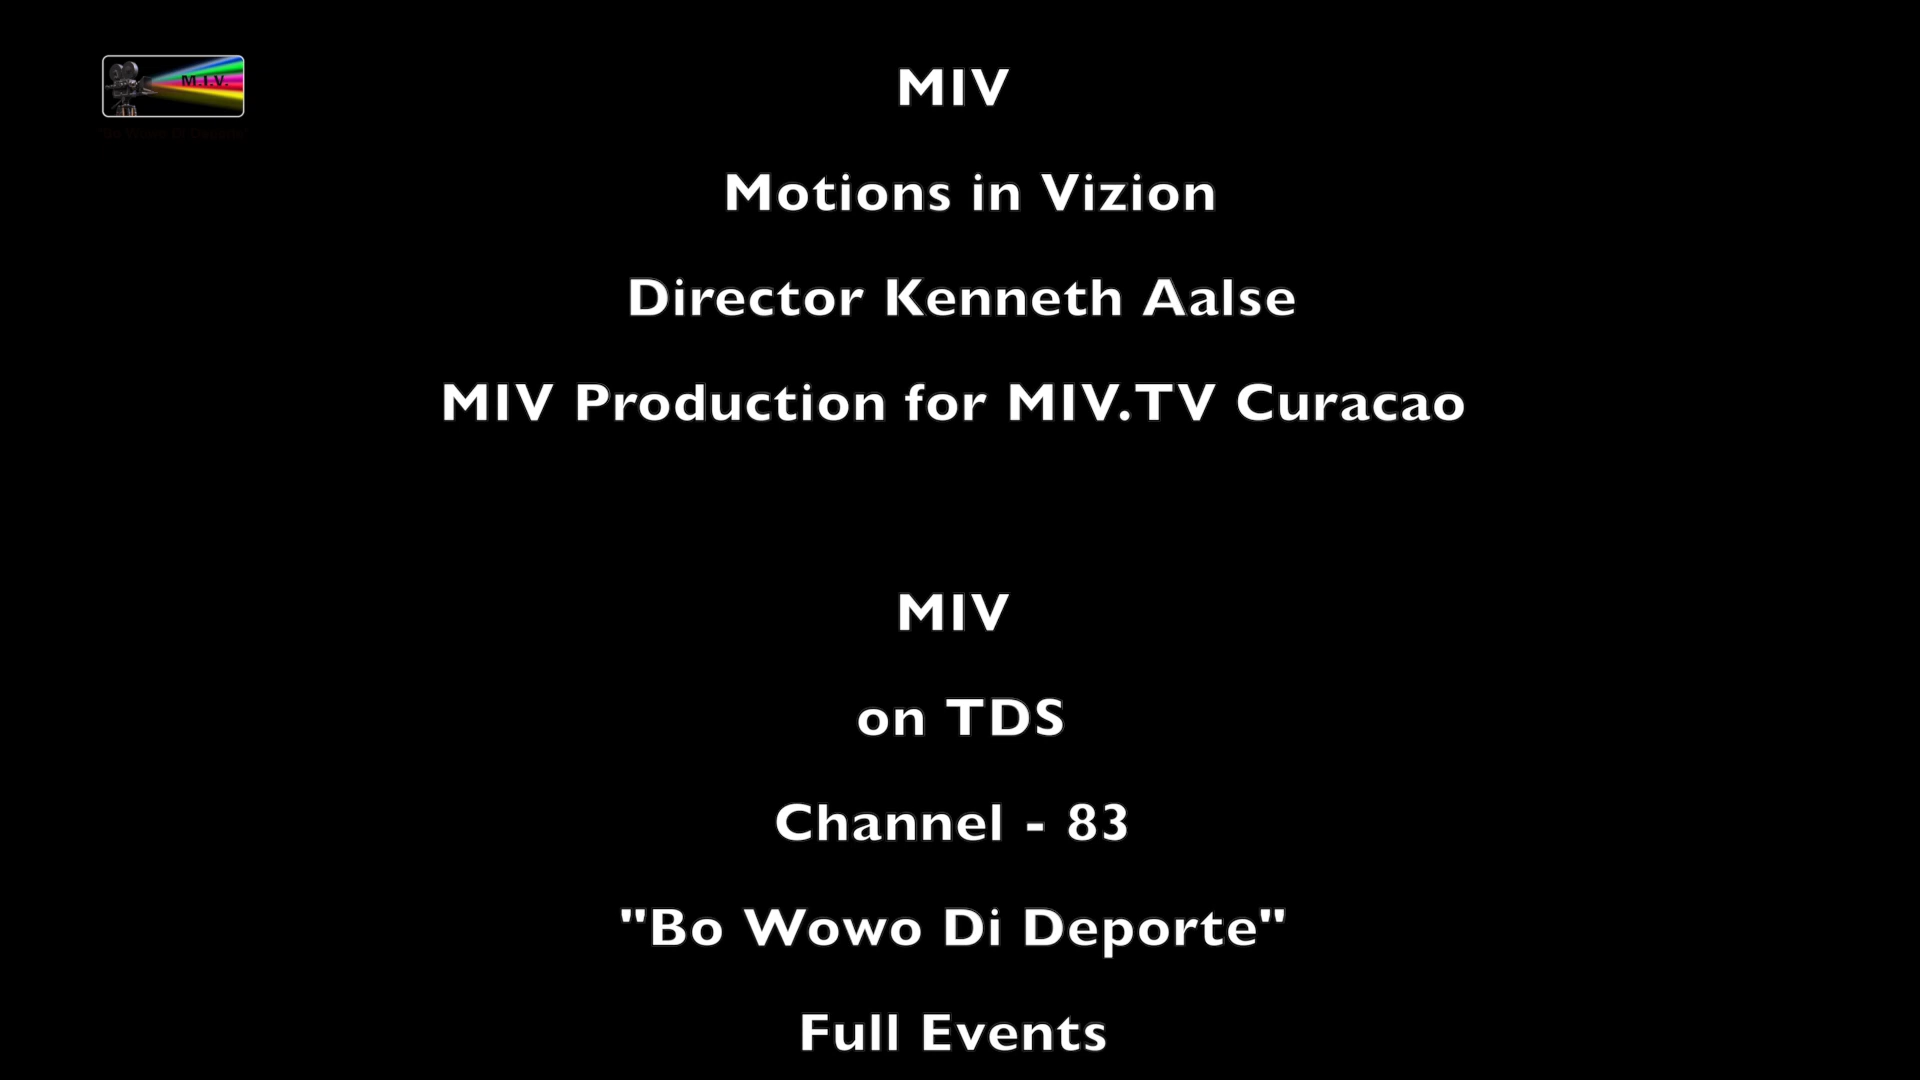 M.I.V.
MIV
Motions in Vizion
Director Kenneth Aalse
MIV Production for MIV.TV Curacao
MIV
on TDS
Channel - 83
"Bo Wowo Di Deporte"
Full Events